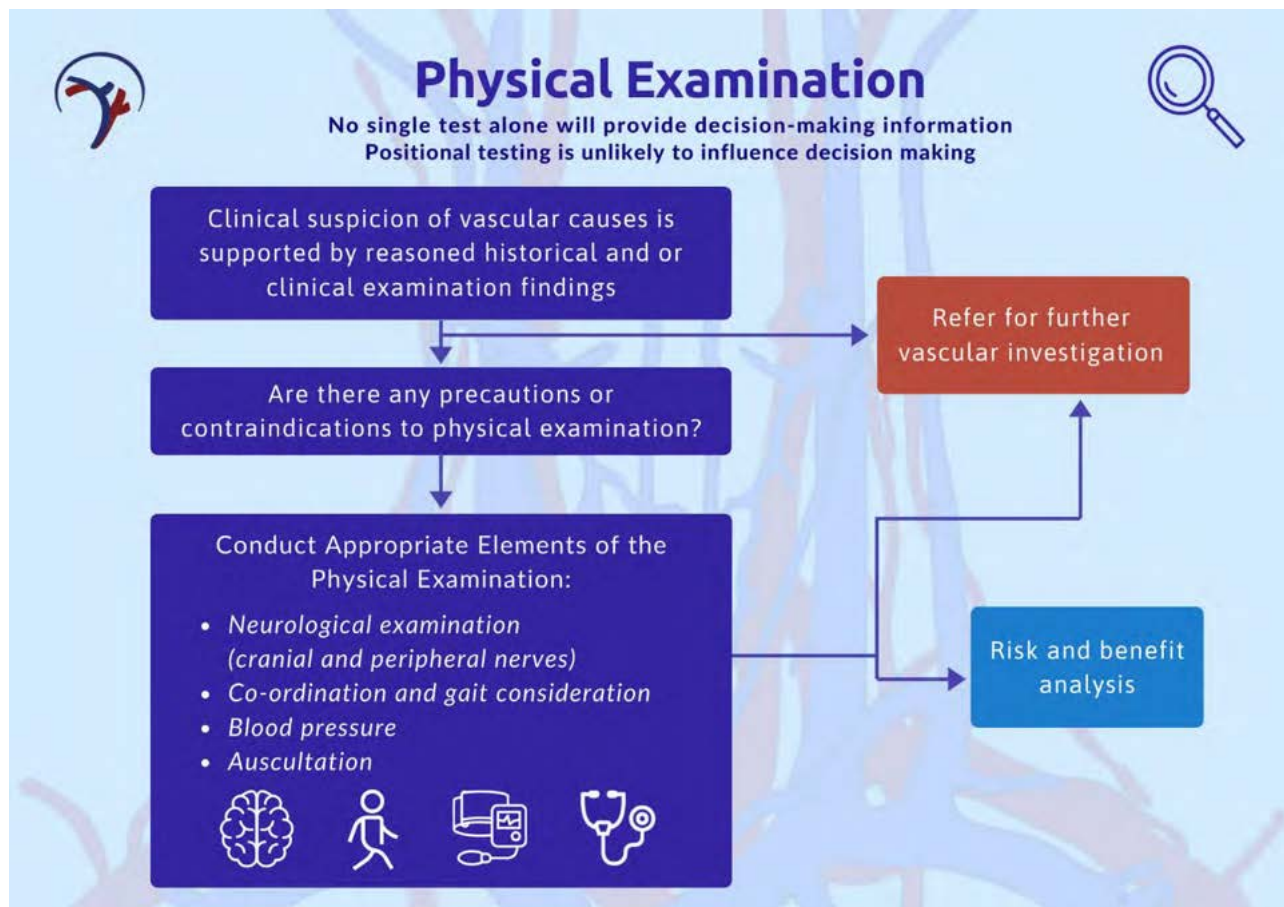 Physical Examination
No single test alone will provide decision-making information
Positional testing is unlikely to influence decision making
Clinical suspicion of vascular causes is
supported by reasoned historical and or
clinical examination findings
Refer for further
vascular investigation
Are there any precautions or
contraindications to physical examination?
Conduct Appropriate Elements of the
Physical Examination:
• Neurological examination
(cranial and peripheral nerves)
• Co-ordination and gait consideration
• Blood pressure
• Auscultation
Risk and benefit
analysis